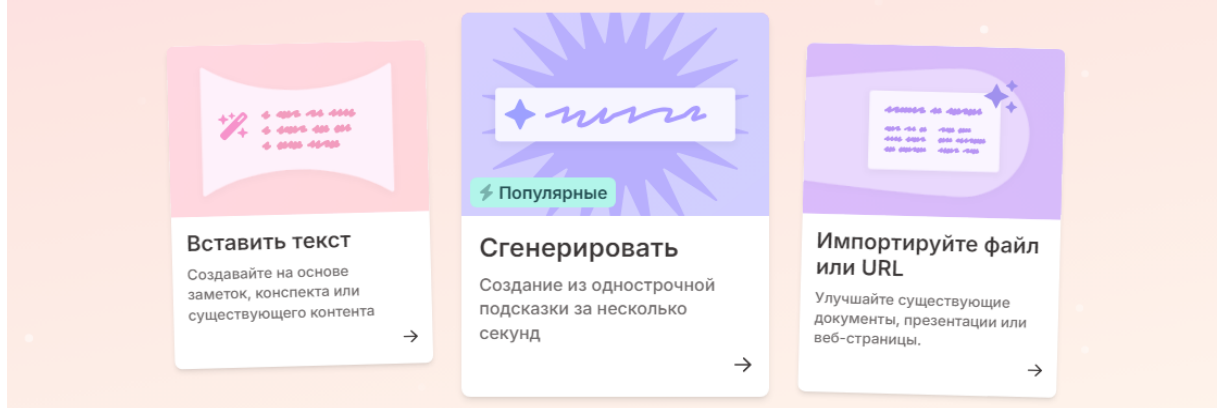 Вставить текст
Создавайте на основе
заметок, конспекта или
существующего контента
Популярные
Сгенерировать
Создание из однострочной
подсказки за несколько
секунд
Импортируйте файл
или URL
Улучшайте существующие
документы, презентации или
веб-страницы.